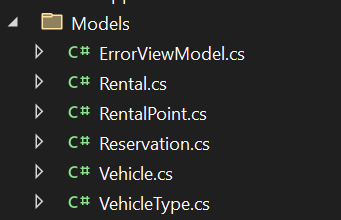 Models
C# ErrorViewModel.cs
C# Rental.cs
C# RentalPoint.cs
C# Reservation.cs
C# Vehicle.cs
C# VehicleType.cs